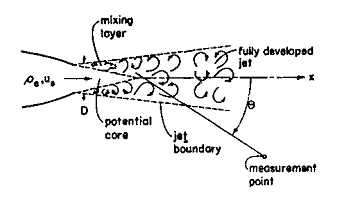 mixing
layer
fully developed
jet
ρₑ,uₑ
x
D
potential
core
jet
boundary
Θ
measurement
point